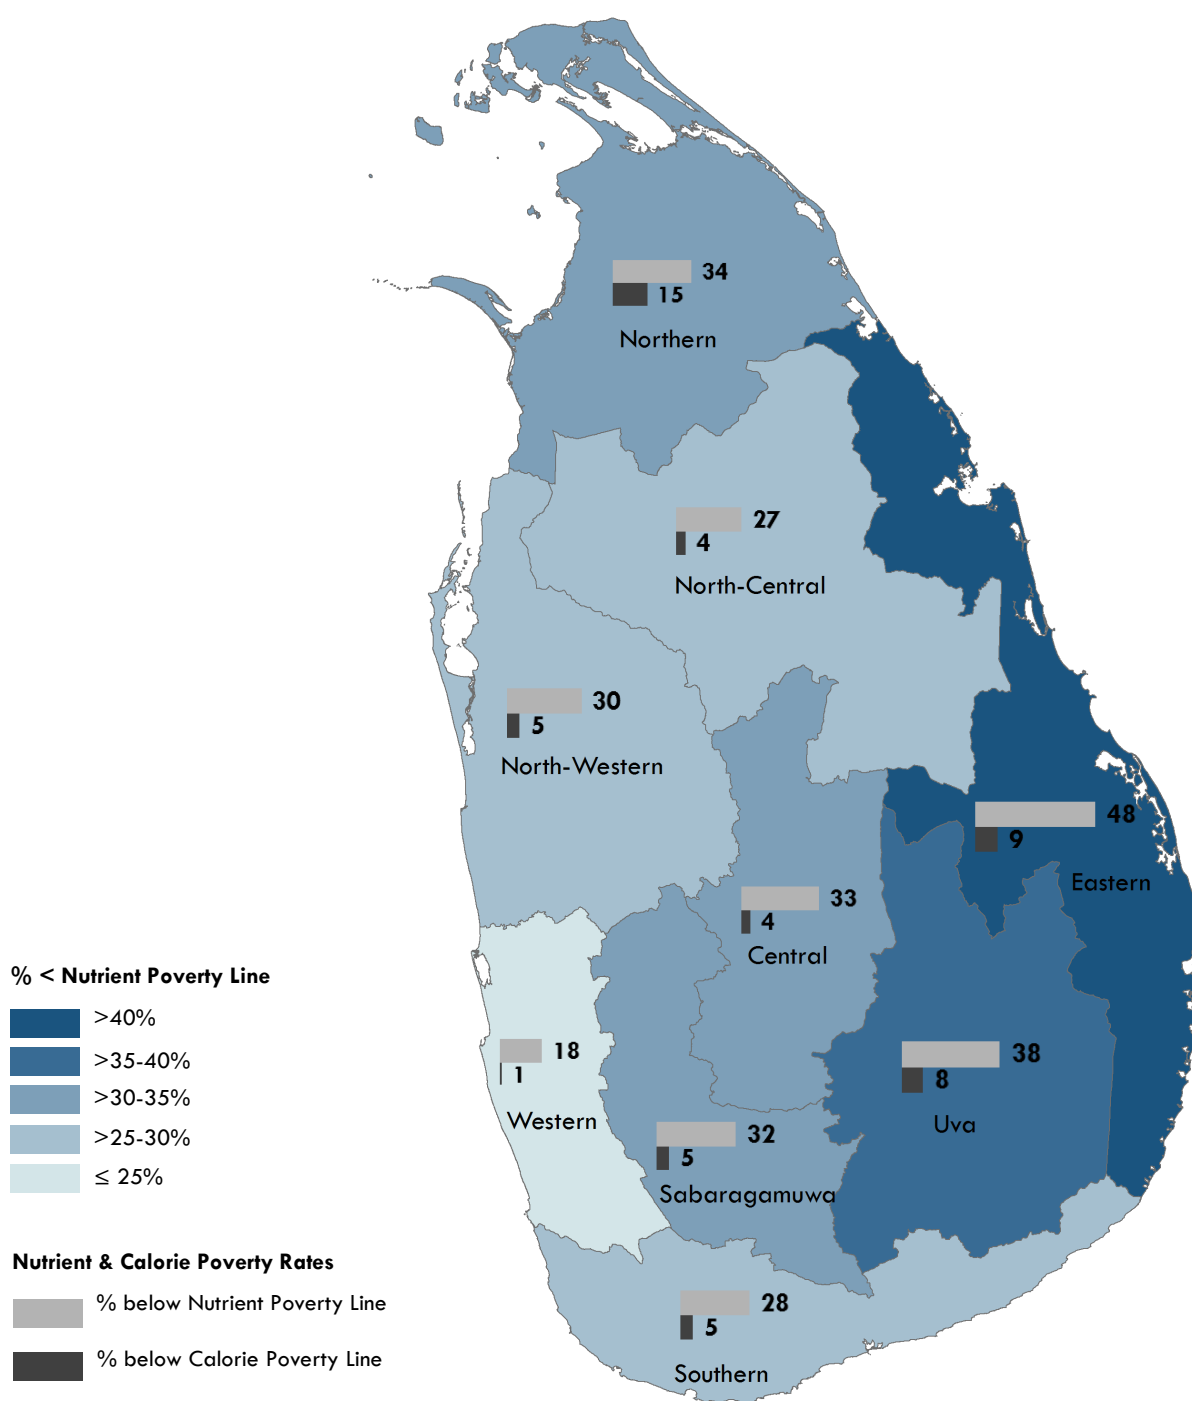 34
15
Northern
27
4
North-Central
30
5
North-Western
48
9
Eastern
33
4
Central
18
1
Western
38
8
Uva
32
5
Sabaragamuwa
28
5
Southern
% < Nutrient Poverty Line
>40%
>35-40%
>30-35%
>25-30%
≤ 25%
Nutrient & Calorie Poverty Rates
% below Nutrient Poverty Line
% below Calorie Poverty Line